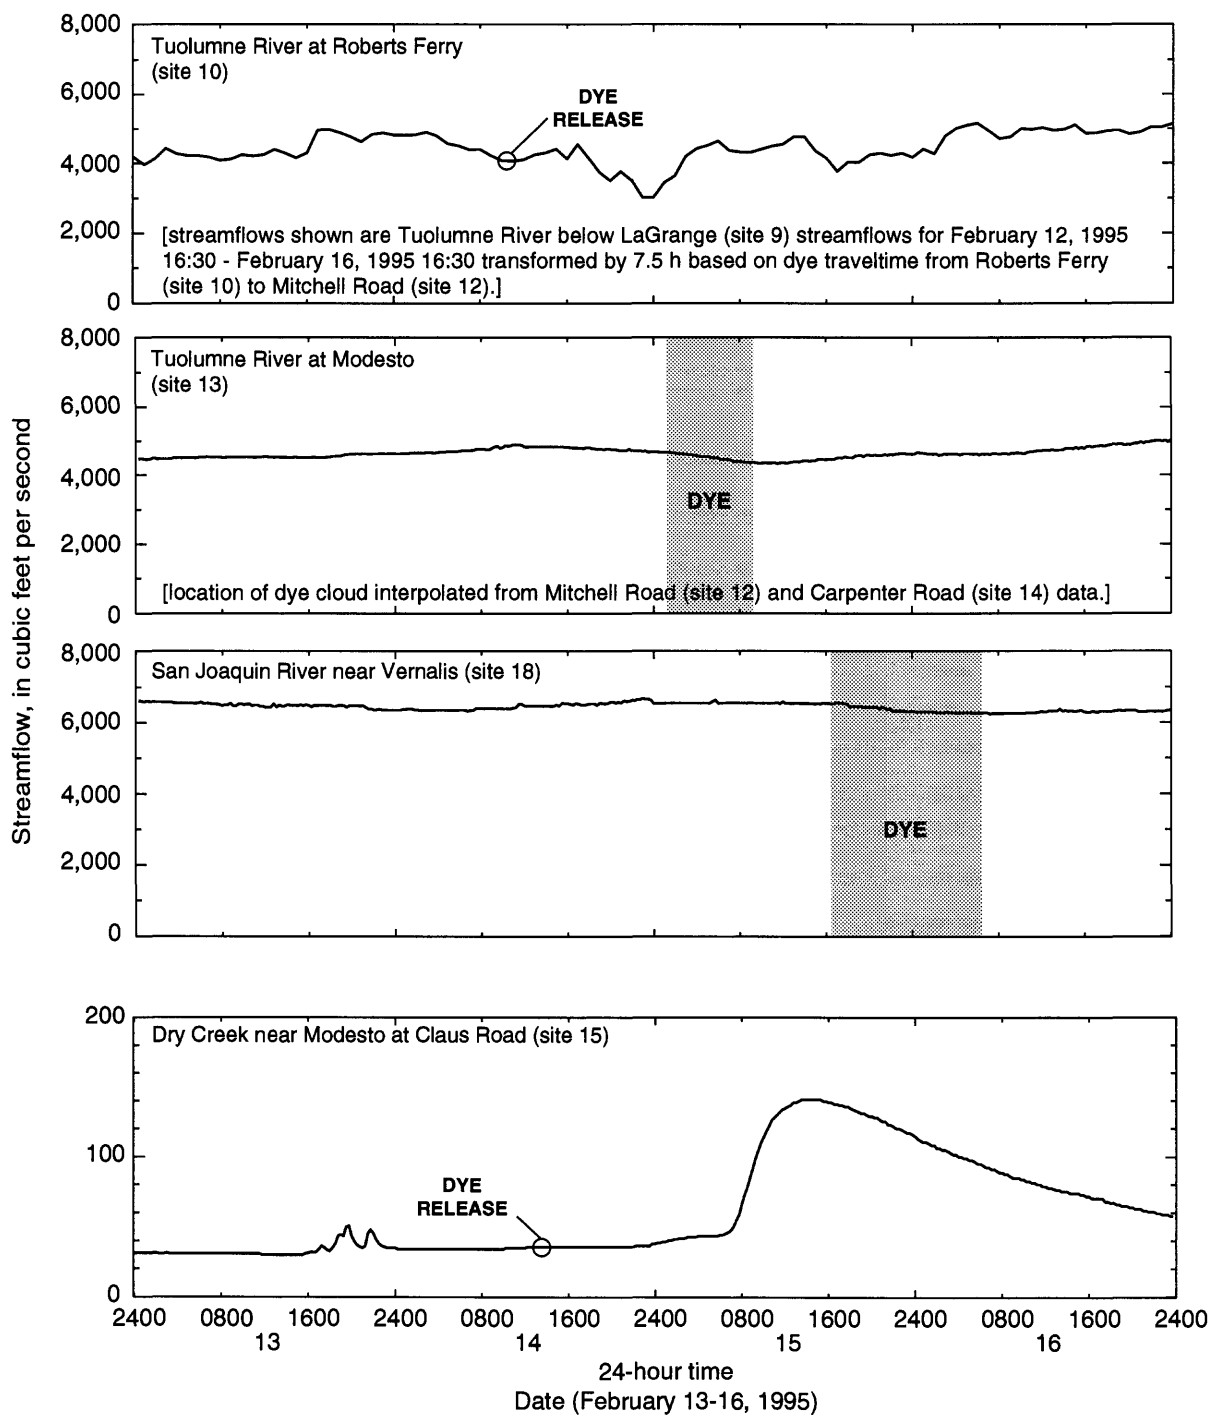 8,000
Tuolumne River at Roberts Ferry
(site 10)
6,000
DYE
RELEASE
4,000
2,000
[streamflows shown are Tuolumne River below LaGrange (site 9) streamflows for February 12, 1995
16:30 - February 16, 1995 16:30 transformed by 7.5 h based on dye traveltime from Roberts Ferry
(site 10) to Mitchell Road (site 12).]
0
8,000
Tuolumne River at Modesto
(site 13)
6,000
4,000
DYE
2,000
[location of dye cloud interpolated from Mitchell Road (site 12) and Carpenter Road (site 14) data.]
0
Streamflow, in cubic feet per second
8,000
San Joaquin River near Vernalis (site 18)
6,000
4,000
DYE
2,000
0
200
Dry Creek near Modesto at Claus Road (site 15)
100
DYE
RELEASE
0
2400 0800 1600 2400 0800 1600 2400 0800 1600 2400 0800 1600 2400
13 14 15 16
24-hour time
Date (February 13-16, 1995)